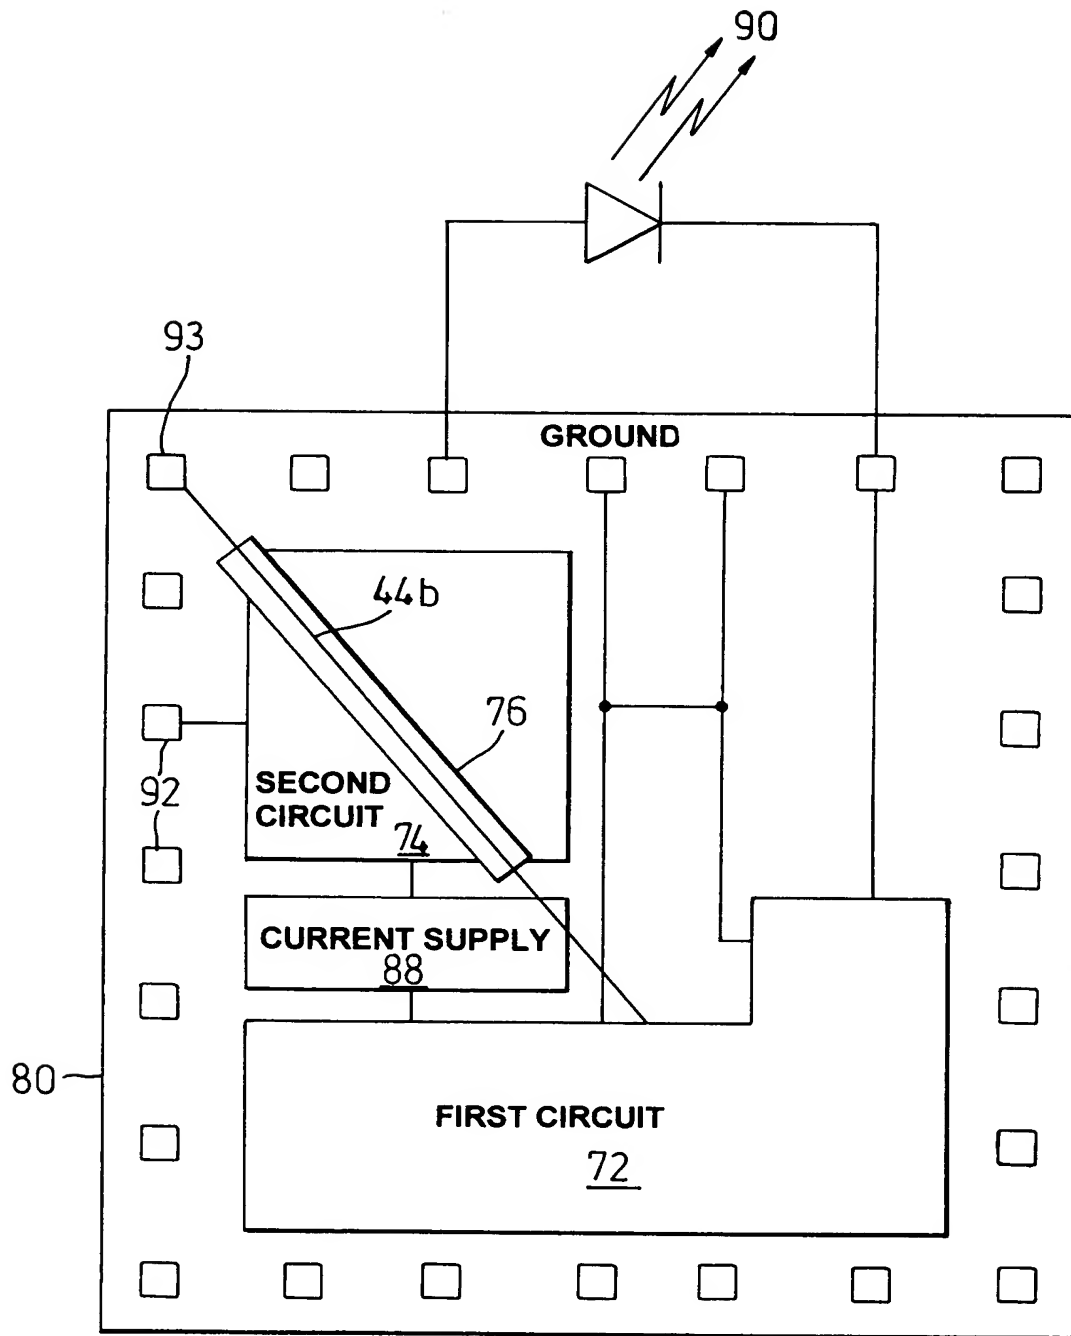 90
93
GROUND
44b
76
92
SECOND
CIRCUIT
74
CURRENT SUPPLY
88
80
FIRST CIRCUIT
72